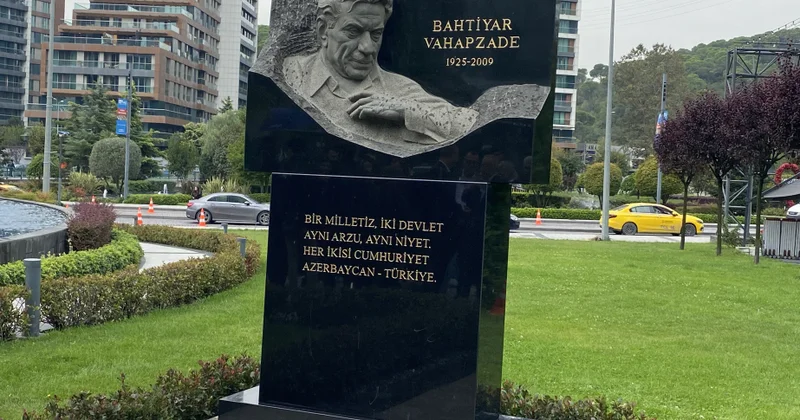 BAHTİYAR
VAHAPZADE
1925-2009
BİR MİLLETİZ, İKİ DEVLET
AYNI ARZU, AYNI NİYET.
HER İKİSİ CUMHURİYET
AZERBAYCAN - TÜRKİYE.